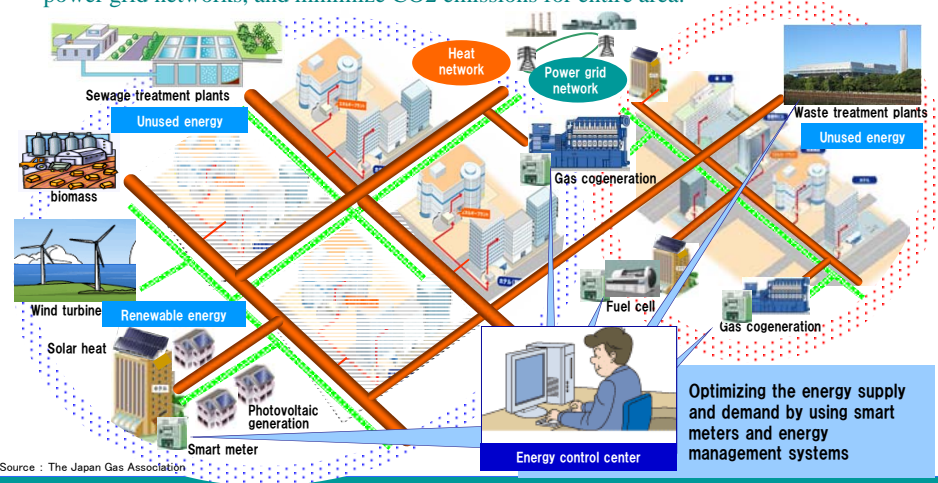 power grid networks, and minimize CO2 emissions for entire area.
Heat
network
Power grid
network
Sewage treatment plants
Unused energy
Waste treatment plants
Unused energy
biomass
Gas cogeneration
Wind turbine
Renewable energy
Fuel cell
Gas cogeneration
Solar heat
Photovoltaic
generation
Smart meter
Energy control center
Optimizing the energy supply
and demand by using smart
meters and energy
management systems
Source : The Japan Gas Association